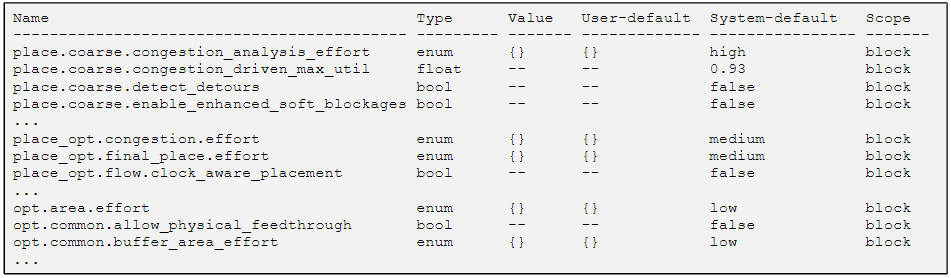 Name Type Value User-default System-default Scope
----------------------------------------- --------- ------- ------------- ---------------- -------
place.coarse.congestion_analysis_effort enum {} {} high block
place.coarse.congestion_driven_max_util float -- -- 0.93 block
place.coarse.detect_detours bool -- -- false block
place.coarse.enable_enhanced_soft_blockages bool -- -- false block
...
place_opt.congestion.effort enum {} {} medium block
place_opt.final_place.effort enum {} {} medium block
place_opt.flow.clock_aware_placement bool -- -- false block
...
opt.area.effort enum {} {} low block
opt.common.allow_physical_feedthrough bool -- -- false block
opt.common.buffer_area_effort enum {} {} low block
...